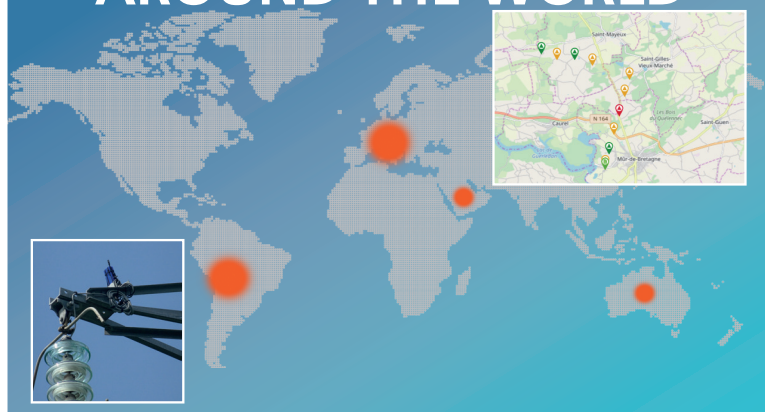 AROUND THE WORLD
Saint-Mayeux
Saint-Gilles-
Vieux-Marché
N 164
Caurel
Saint-Guen
Mûr-de-Bretagne